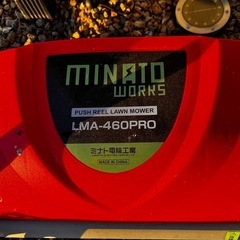 MINATO
WORKS
PUSH REEL LAWN MOWER
LMA-460PRO
ミナト電機工業
MADE IN CHINA